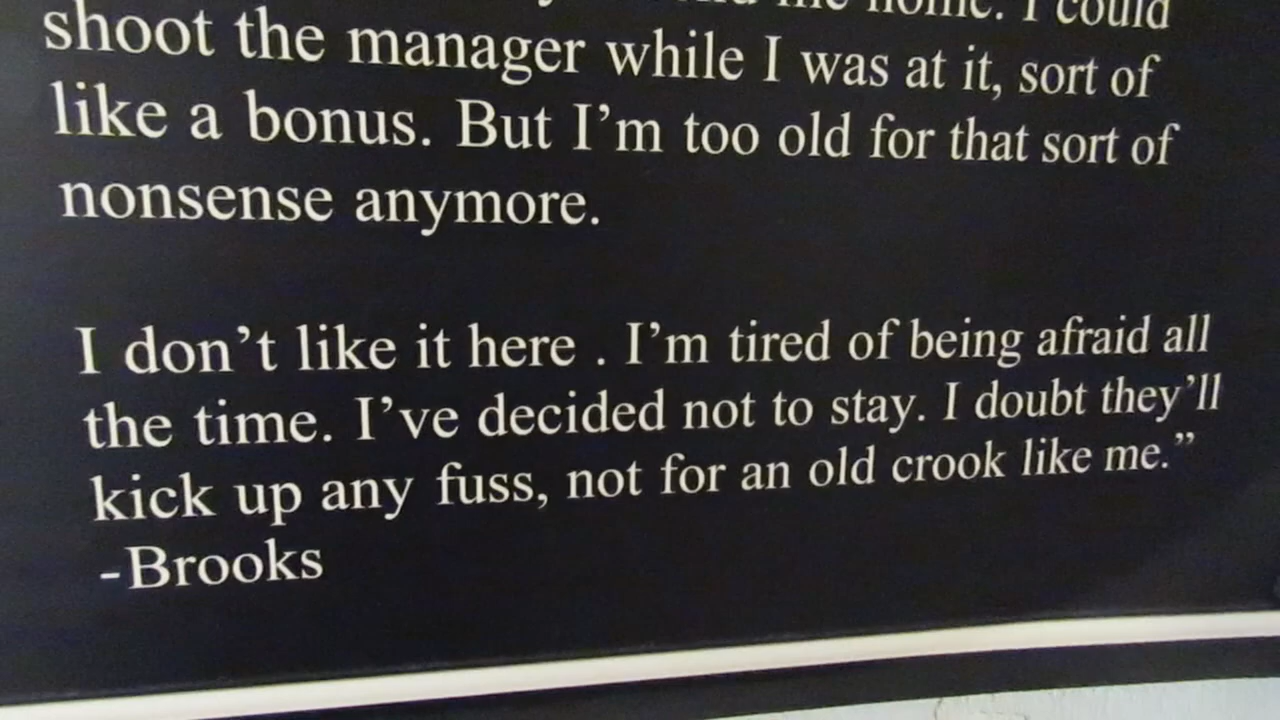 home. I could
shoot the manager while I was at it, sort of
like a bonus. But I’m too old for that sort of
nonsense anymore.
I don’t like it here . I’m tired of being afraid all
the time. I’ve decided not to stay. I doubt they’ll
kick up any fuss, not for an old crook like me.”
-Brooks